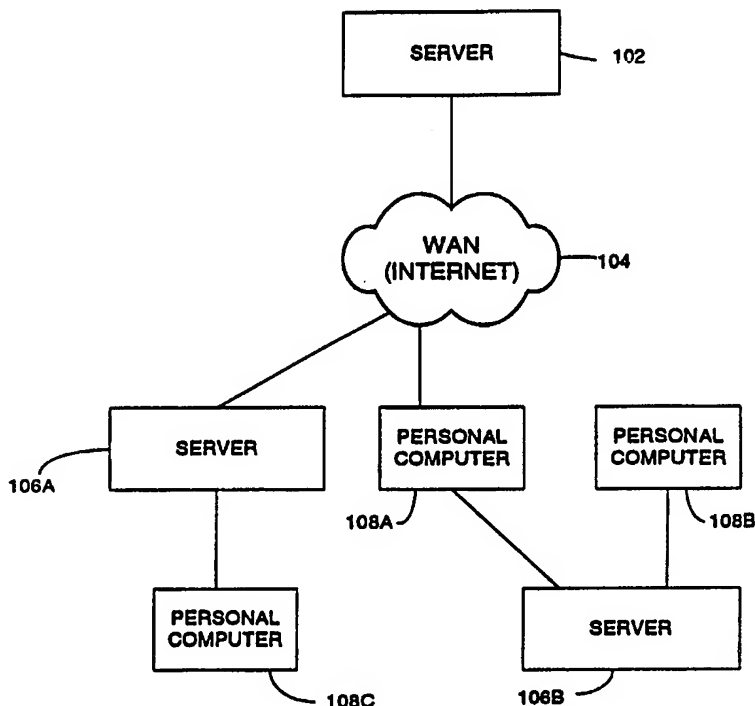 SERVER
102
WAN
(INTERNET)
104
SERVER
PERSONAL
COMPUTER
PERSONAL
COMPUTER
106A
108A
108B
PERSONAL
COMPUTER
SERVER
108C
106B